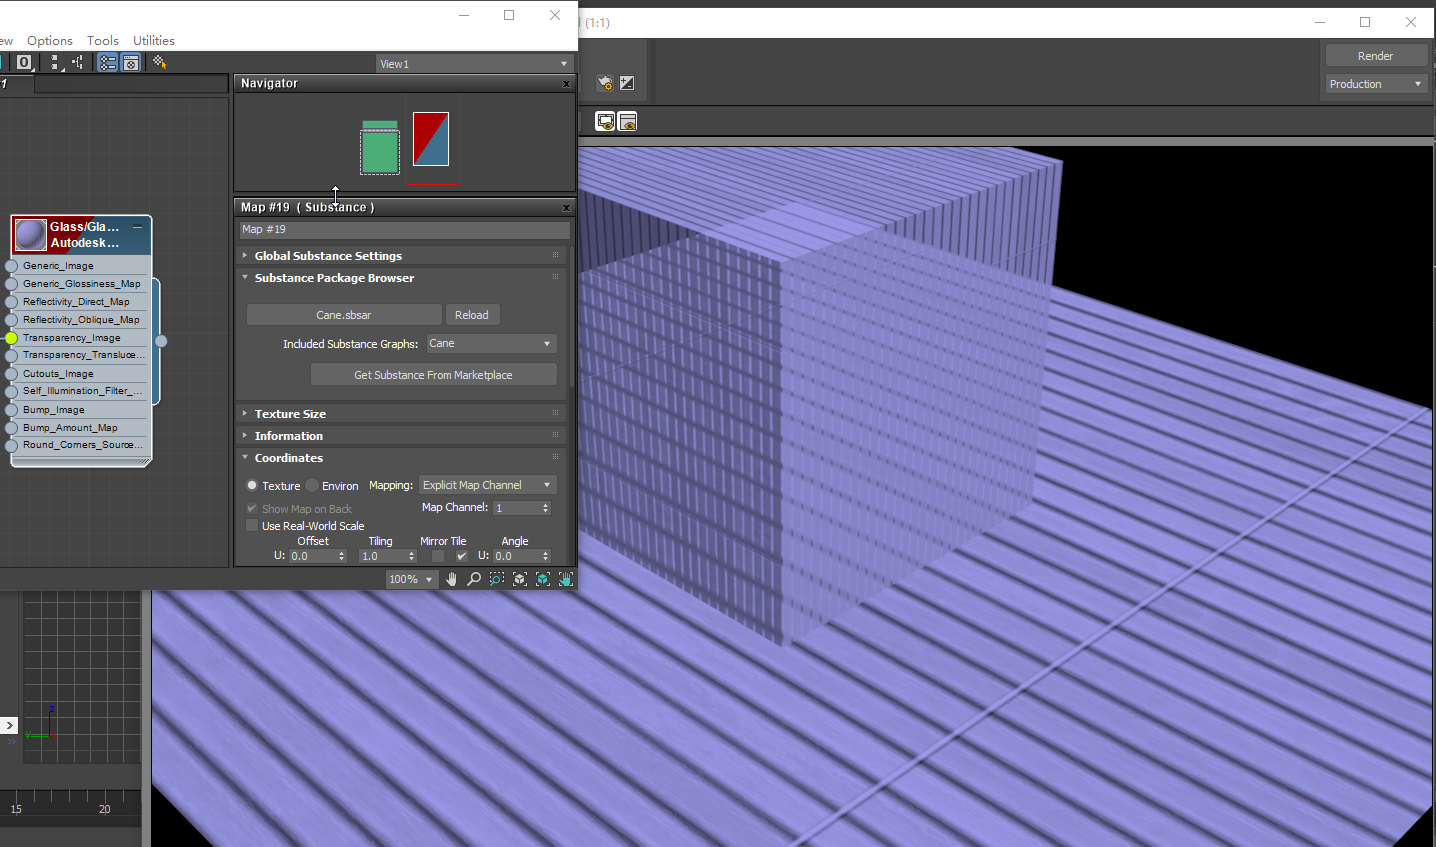 (1:1)
ew Options Tools Utilities
Render
Production
0
View1
1
Navigator
Map #19 ( Substance )
Map #19
Global Substance Settings
Substance Package Browser
Cane.sbsar
Reload
Included Substance Graphs: Cane
Get Substance From Marketplace
Texture Size
Information
Coordinates
Texture Environ Mapping: Explicit Map Channel
Show Map on Back Map Channel: 1
Use Real-World Scale
Offset Tiling Mirror Tile Angle
U: 0.0 1.0 U: 0.0
100%
Glass/Gla...
Autodesk...
Generic_Image
Generic_Glossiness_Map
Reflectivity_Direct_Map
Reflectivity_Oblique_Map
Transparency_Image
Transparency_Transluce...
Cutouts_Image
Self_Illumination_Filter_...
Bump_Image
Bump_Amount_Map
Round_Corners_Source...
z
15 20